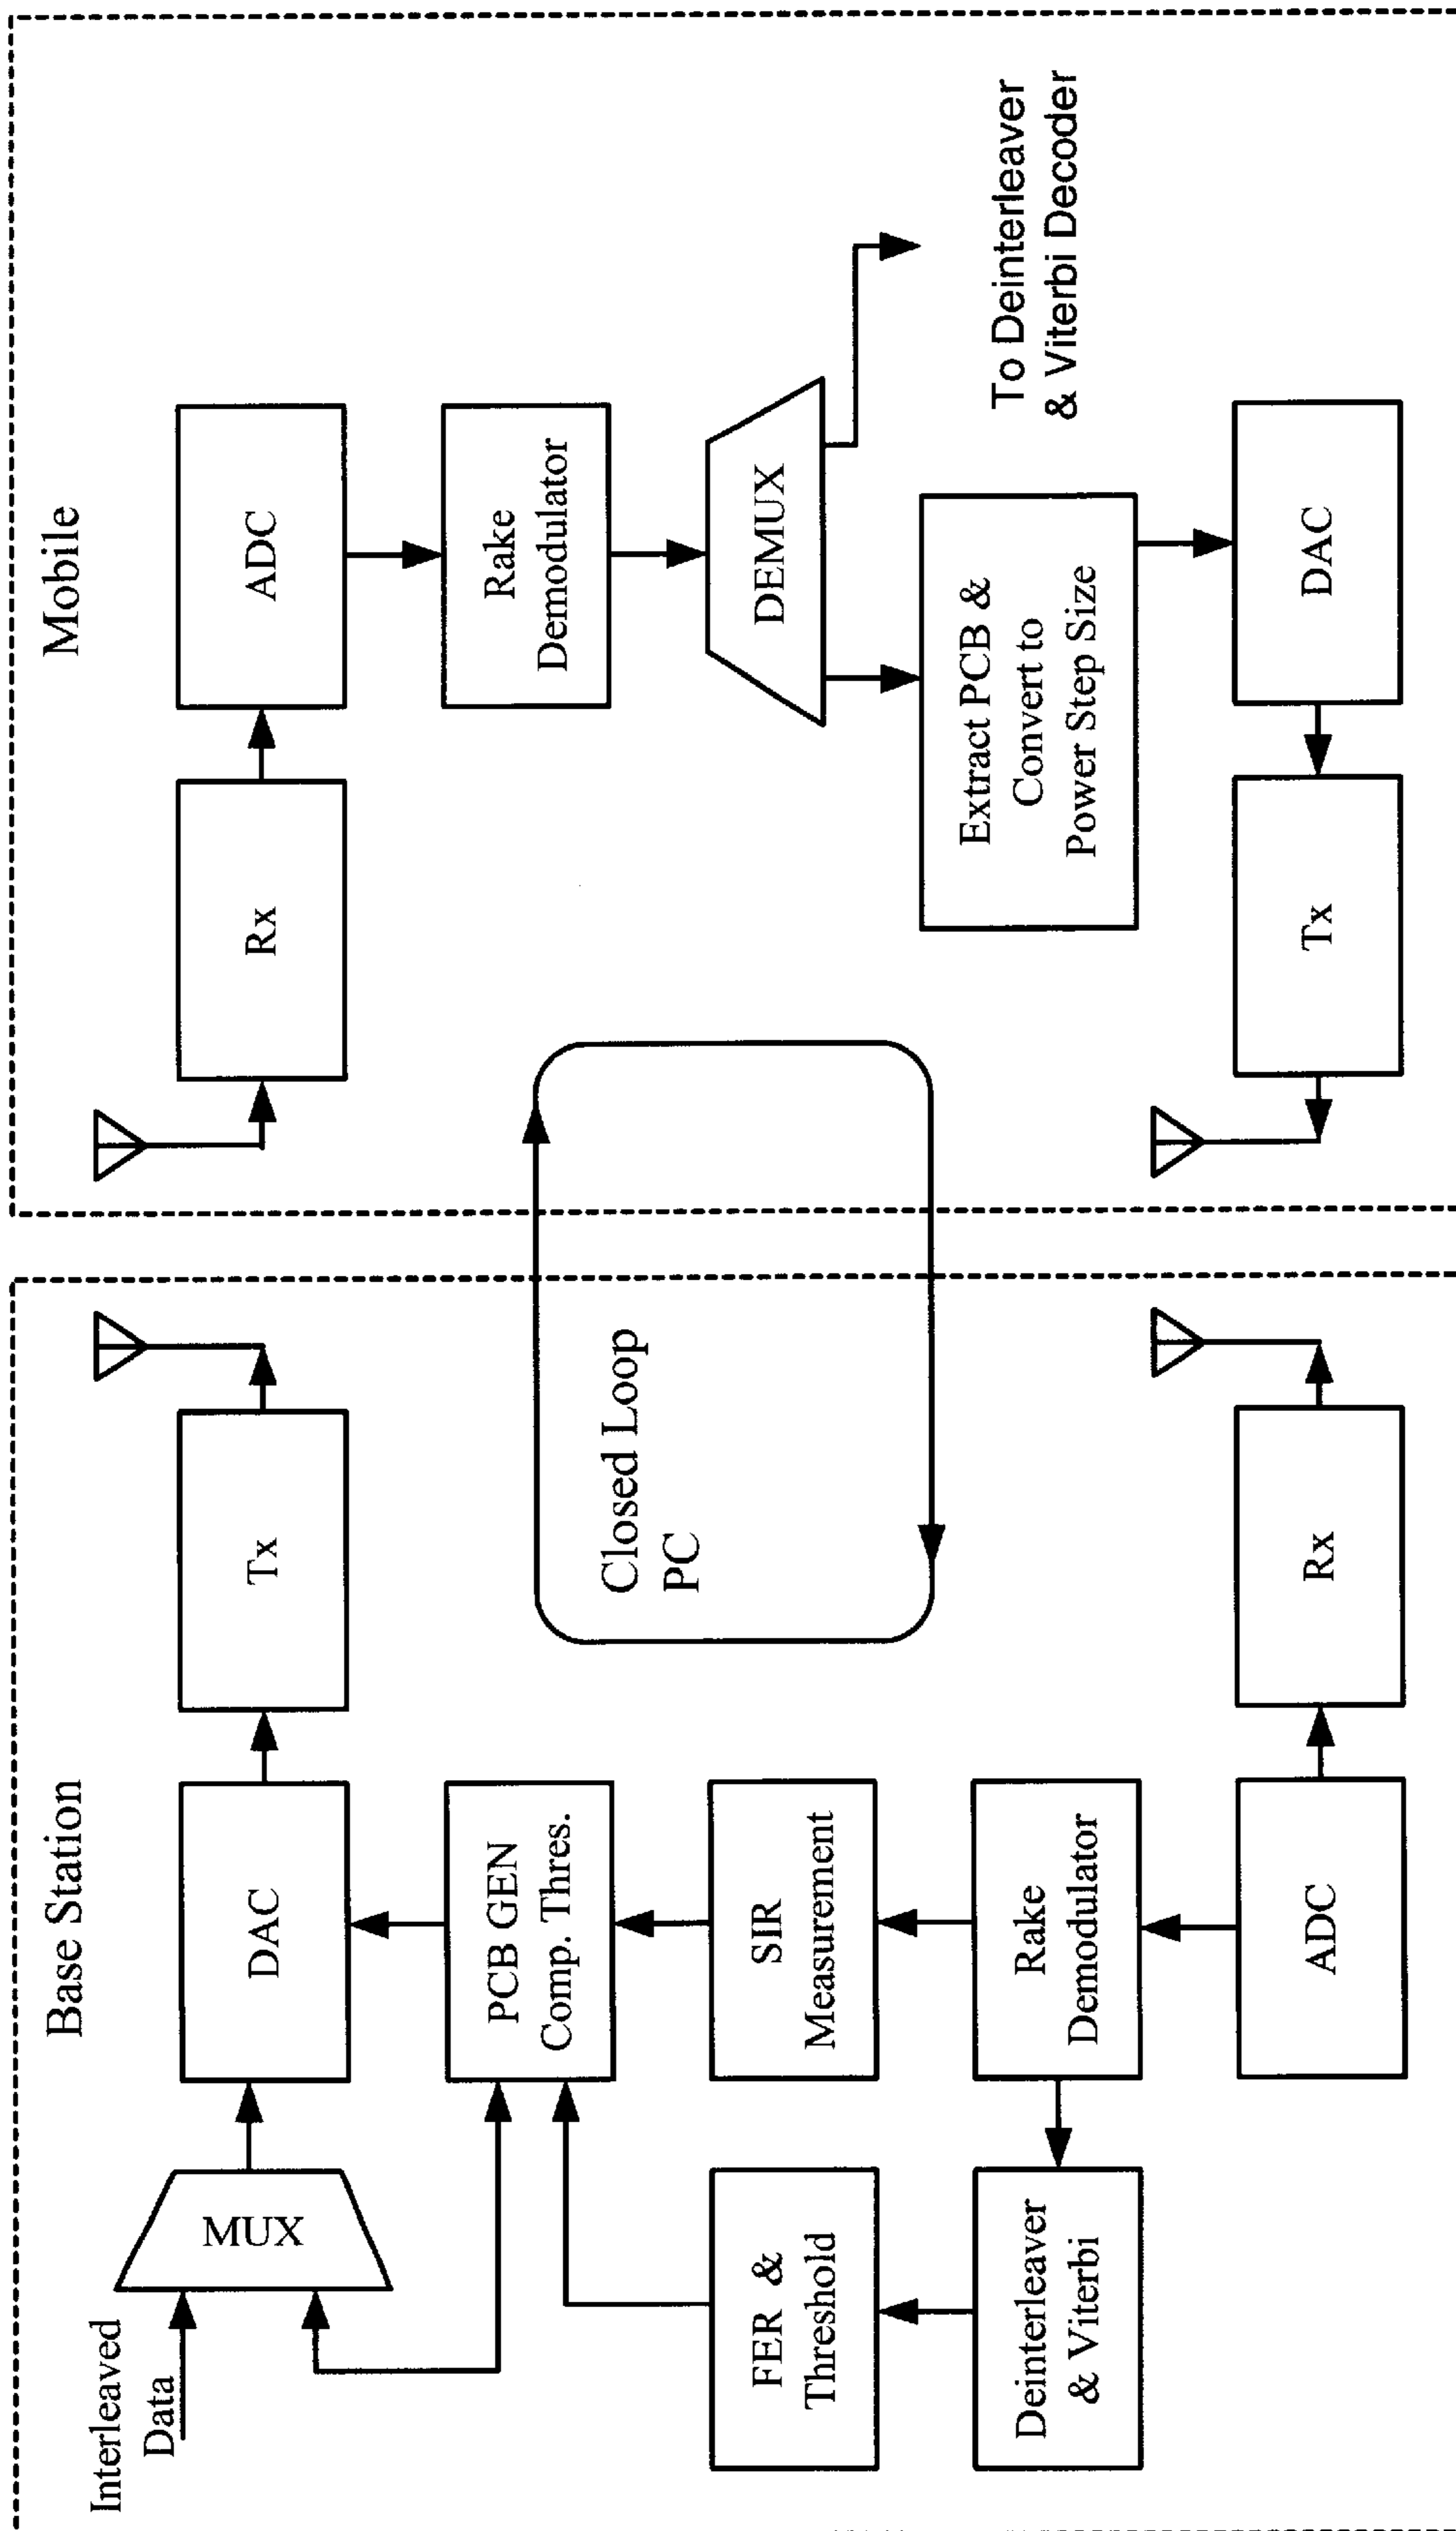 Base Station
Mobile
Interleaved
Data
MUX
DAC
Tx
Rx
ADC
PCB GEN
Comp. Thres.
Closed Loop
PC
Rake
Demodulator
FER &
Threshold
SIR
Measurement
DEMUX
Deinterleaver
& Viterbi
Rake
Demodulator
Extract PCB &
Convert to
Power Step Size
To Deinterleaver
& Viterbi Decoder
ADC
Rx
Tx
DAC